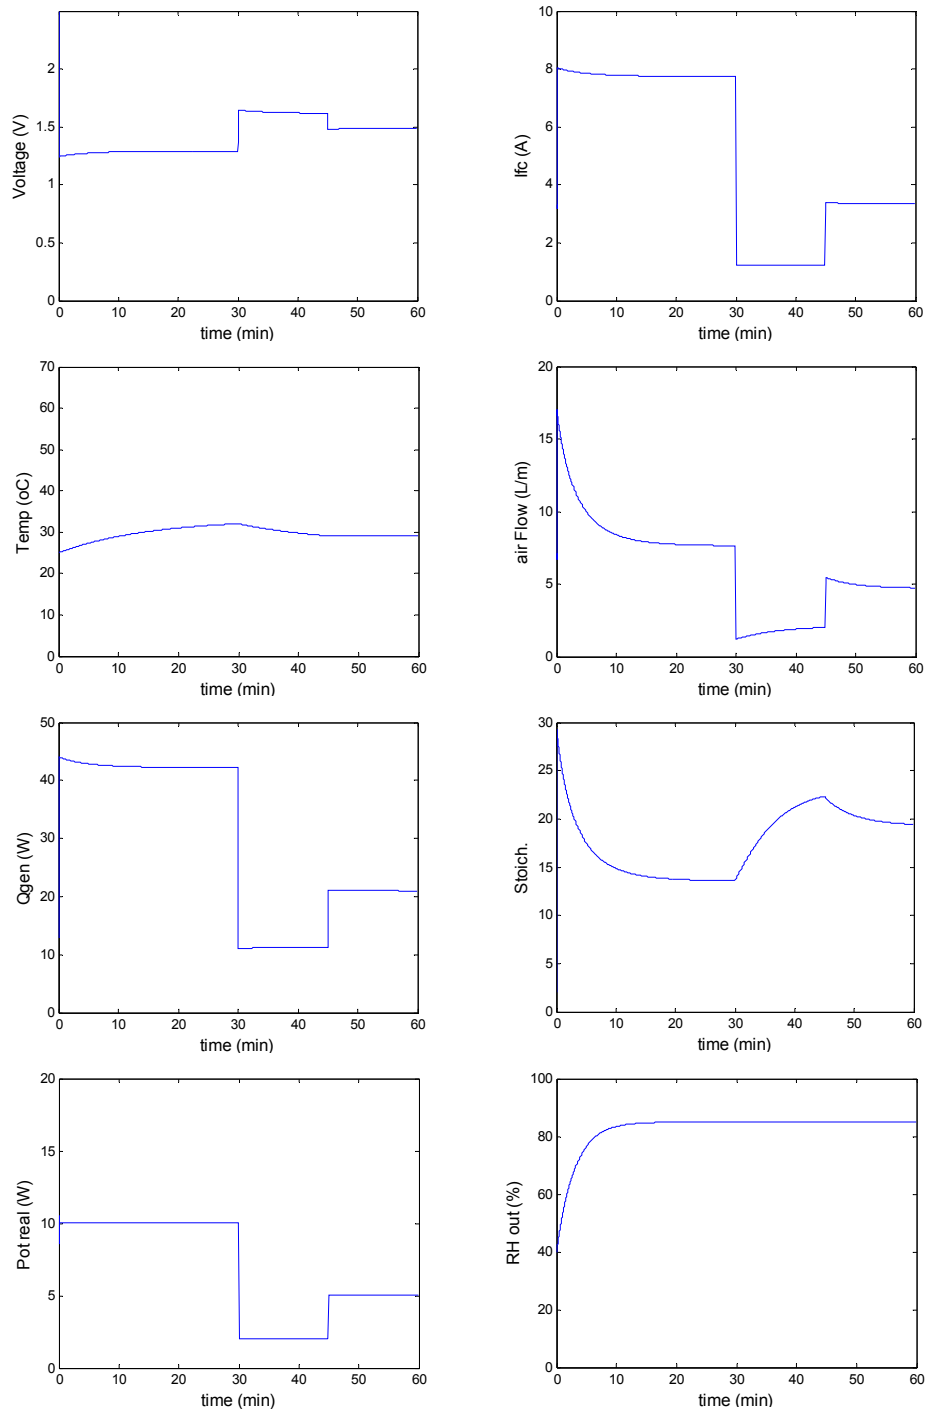 2
1.5
1
0.5
0
Voltage (V)
0 10 20 30 40 50 60
time (min)
10
8
6
4
2
0
Ifc (A)
0 10 20 30 40 50 60
time (min)
70
60
50
40
30
20
10
0
Temp (oC)
0 10 20 30 40 50 60
time (min)
20
15
10
5
0
air Flow (L/m)
0 10 20 30 40 50 60
time (min)
50
40
30
20
10
0
Qgen (W)
0 10 20 30 40 50 60
time (min)
30
25
20
15
10
5
0
Stoich.
0 10 20 30 40 50 60
time (min)
20
15
10
5
0
Pot real (W)
0 10 20 30 40 50 60
time (min)
100
80
60
40
20
0
RH out (%)
0 10 20 30 40 50 60
time (min)